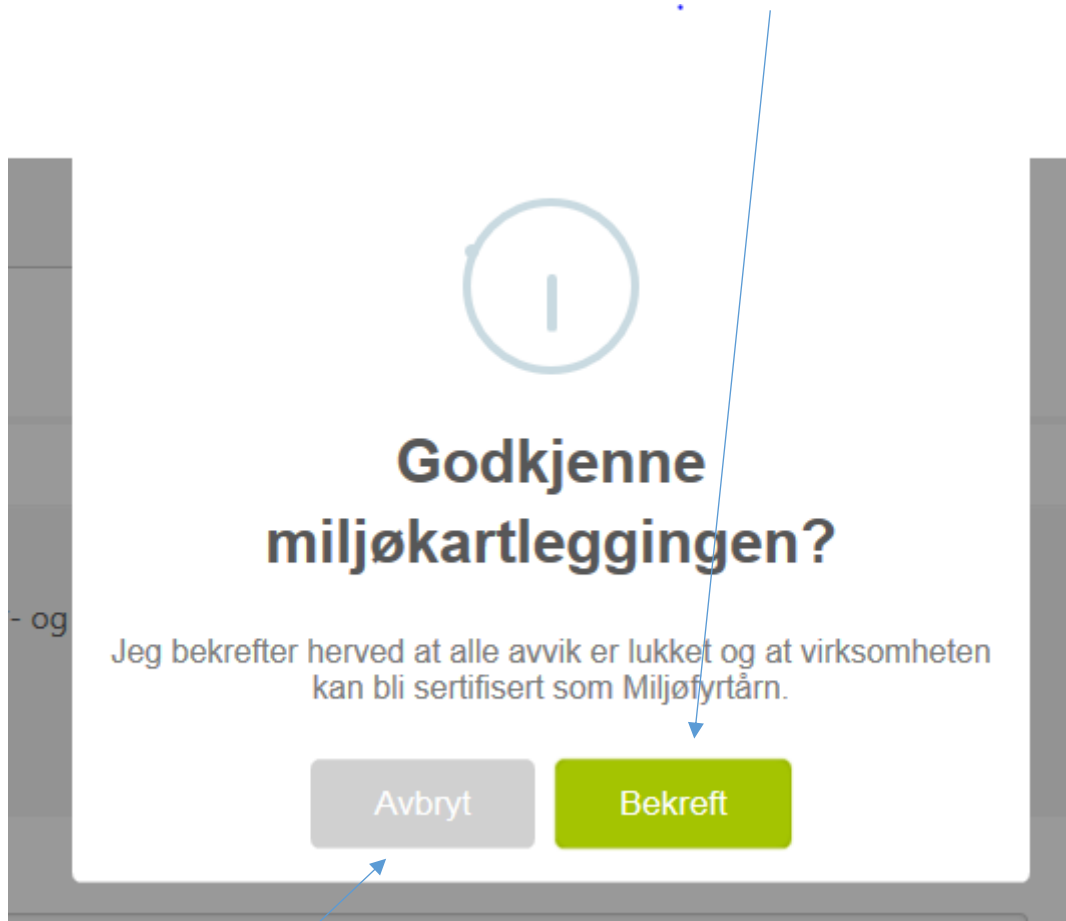 Godkjenne
miljøkartleggingen?
- og
Jeg bekrefter herved at alle avvik er lukket og at virksomheten
kan bli sertifisert som Miljøfyrtårn.
Avbryt
Bekreft